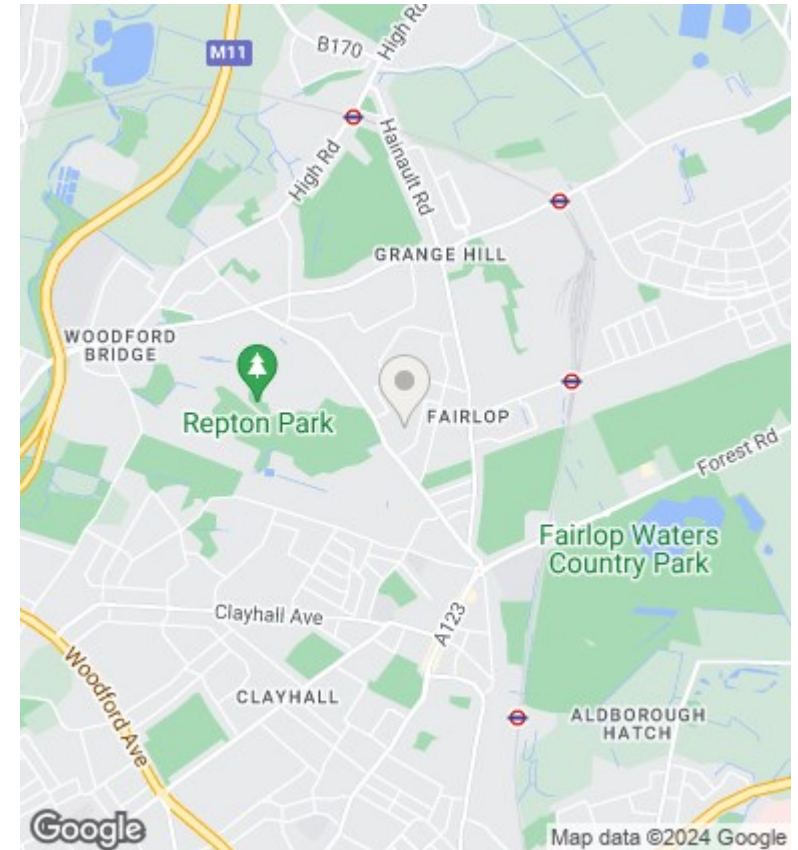 High Rd
B170
M11
Hainault Rd
High Rd
GRANGE HILL
WOODFORD
BRIDGE
Repton Park
FAIRLOP
Forest Rd
Fairlop Waters
Country Park
Clayhall Ave
A123
Woodford Ave
CLAYHALL
ALDBOROUGH
HATCH
Google
Map data ©2024 Google